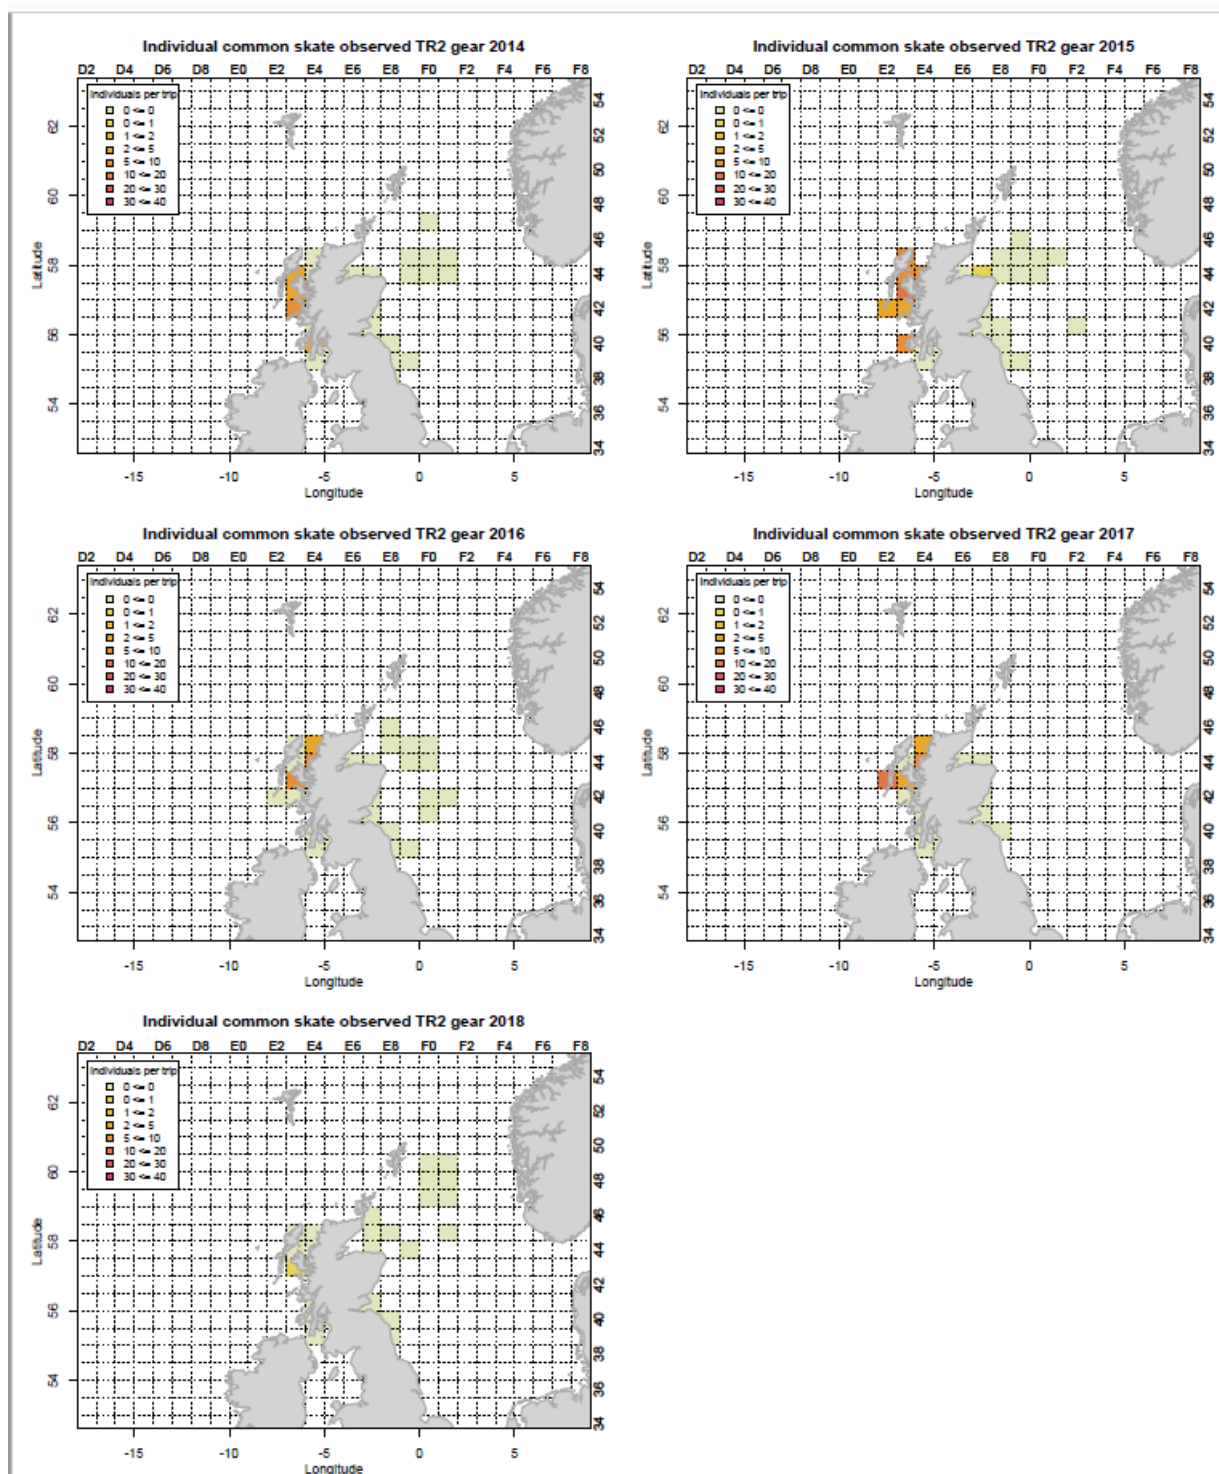 Individual common skate observed TR2 gear 2014
D2 D4 D6 D8 E0 E2 E4 E6 E8 F0 F2 F4 F6 F8
Individuals per trip
0 <= 0
0 <= 1
1 <= 2
2 <= 5
5 <= 10
10 <= 20
20 <= 30
30 <= 40
62
60
58
56
54
Latitude
54
52
50
48
46
44
42
40
38
36
34
-15 -10 -5 0 5
Longitude
Individual common skate observed TR2 gear 2015
D2 D4 D6 D8 E0 E2 E4 E6 E8 F0 F2 F4 F6 F8
Individuals per trip
0 <= 0
0 <= 1
1 <= 2
2 <= 5
5 <= 10
10 <= 20
20 <= 30
30 <= 40
62
60
58
56
54
Latitude
54
52
50
48
46
44
42
40
38
36
34
-15 -10 -5 0 5
Longitude
Individual common skate observed TR2 gear 2016
D2 D4 D6 D8 E0 E2 E4 E6 E8 F0 F2 F4 F6 F8
Individuals per trip
0 <= 0
0 <= 1
1 <= 2
2 <= 5
5 <= 10
10 <= 20
20 <= 30
30 <= 40
62
60
58
56
54
Latitude
54
52
50
48
46
44
42
40
38
36
34
-15 -10 -5 0 5
Longitude
Individual common skate observed TR2 gear 2017
D2 D4 D6 D8 E0 E2 E4 E6 E8 F0 F2 F4 F6 F8
Individuals per trip
0 <= 0
0 <= 1
1 <= 2
2 <= 5
5 <= 10
10 <= 20
20 <= 30
30 <= 40
62
60
58
56
54
Latitude
54
52
50
48
46
44
42
40
38
36
34
-15 -10 -5 0 5
Longitude
Individual common skate observed TR2 gear 2018
D2 D4 D6 D8 E0 E2 E4 E6 E8 F0 F2 F4 F6 F8
Individuals per trip
0 <= 0
0 <= 1
1 <= 2
2 <= 5
5 <= 10
10 <= 20
20 <= 30
30 <= 40
62
60
58
56
54
Latitude
54
52
50
48
46
44
42
40
38
36
34
-15 -10 -5 0 5
Longitude